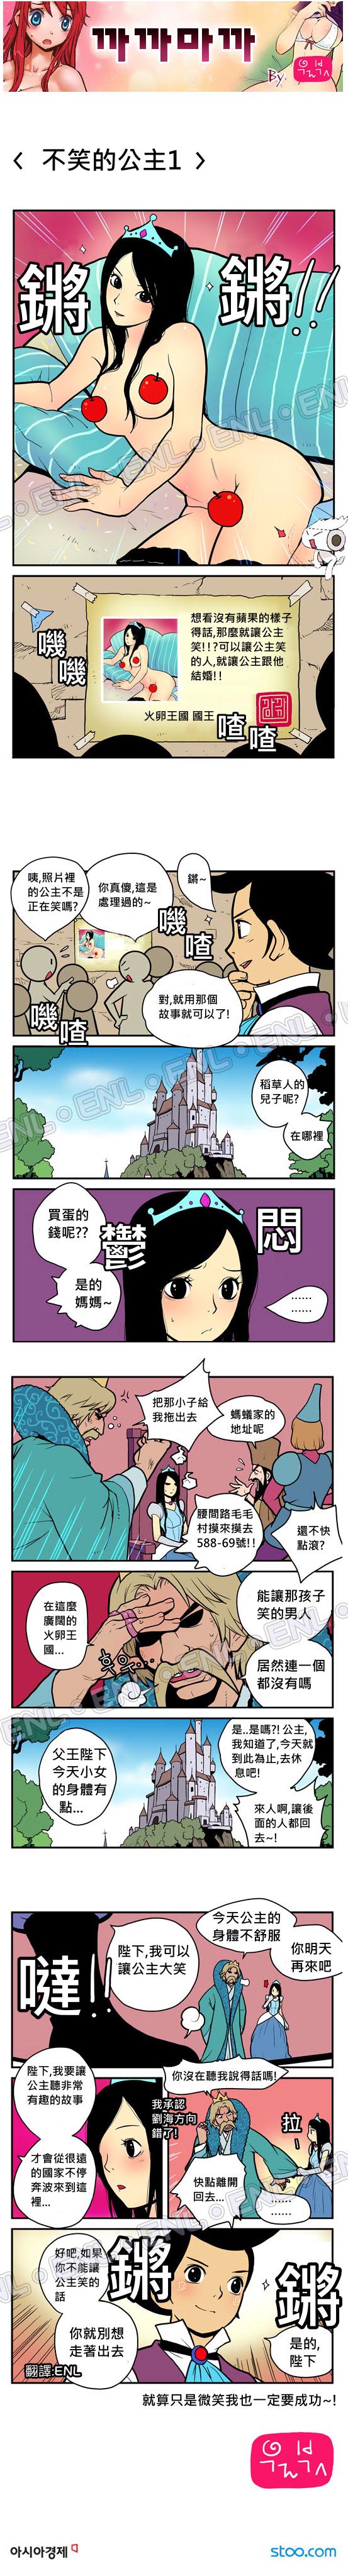 까까마까
By
〈 不笑的公主1 〉
鏘
鏘!!
ENL
想看沒有蘋果的樣子
得話,那麼就讓公主
笑!!?可以讓公主笑
的人,就讓公主跟他
結婚!!
火卵王國 國王
嘰
嘰
喳
喳
咦,照片裡
的公主不是
正在笑嗎?
你真傻,這是
處理過的~
鏘~
嘰
喳
對,就用那個
故事就可以了!
嘰
喳
稻草人的
兒子呢?
在哪裡
買蛋的
錢呢??
是的
媽媽~
鬱
悶
......
......
把那小子給
我拖出去
螞蟻家的
地址呢
腰間路毛毛
村摸來摸去
588-69號!!
還不快
點滾?
在這麼
廣闊的
火卵王
國...
能讓那孩子
笑的男人
居然連一個
都沒有嗎
父王陛下
今天小女
的身體有
點...
是..是嗎?!公主,
我知道了,今天就
到此為止,去休
息吧!
來人啊,讓後
面的人都回
去~!
噠!!
陛下,我可以
讓公主大笑
今天公主的
身體不舒服
你明天
再來吧
陛下,我要讓
公主聽非常
有趣的故事
才會從很遠
的國家不停
奔波來到這
裡...
我承認
劉海方向
錯了!
你沒在聽我說得話嗎!
拉
快點離開
回去...
......
......
好吧,如果
你不能讓
公主笑的
話
你就別想
走著出去
鏘
鏘
是的,
陛下
翻譯:ENL
就算只是微笑我也一定要成功~!
아시아경제
stoo.com